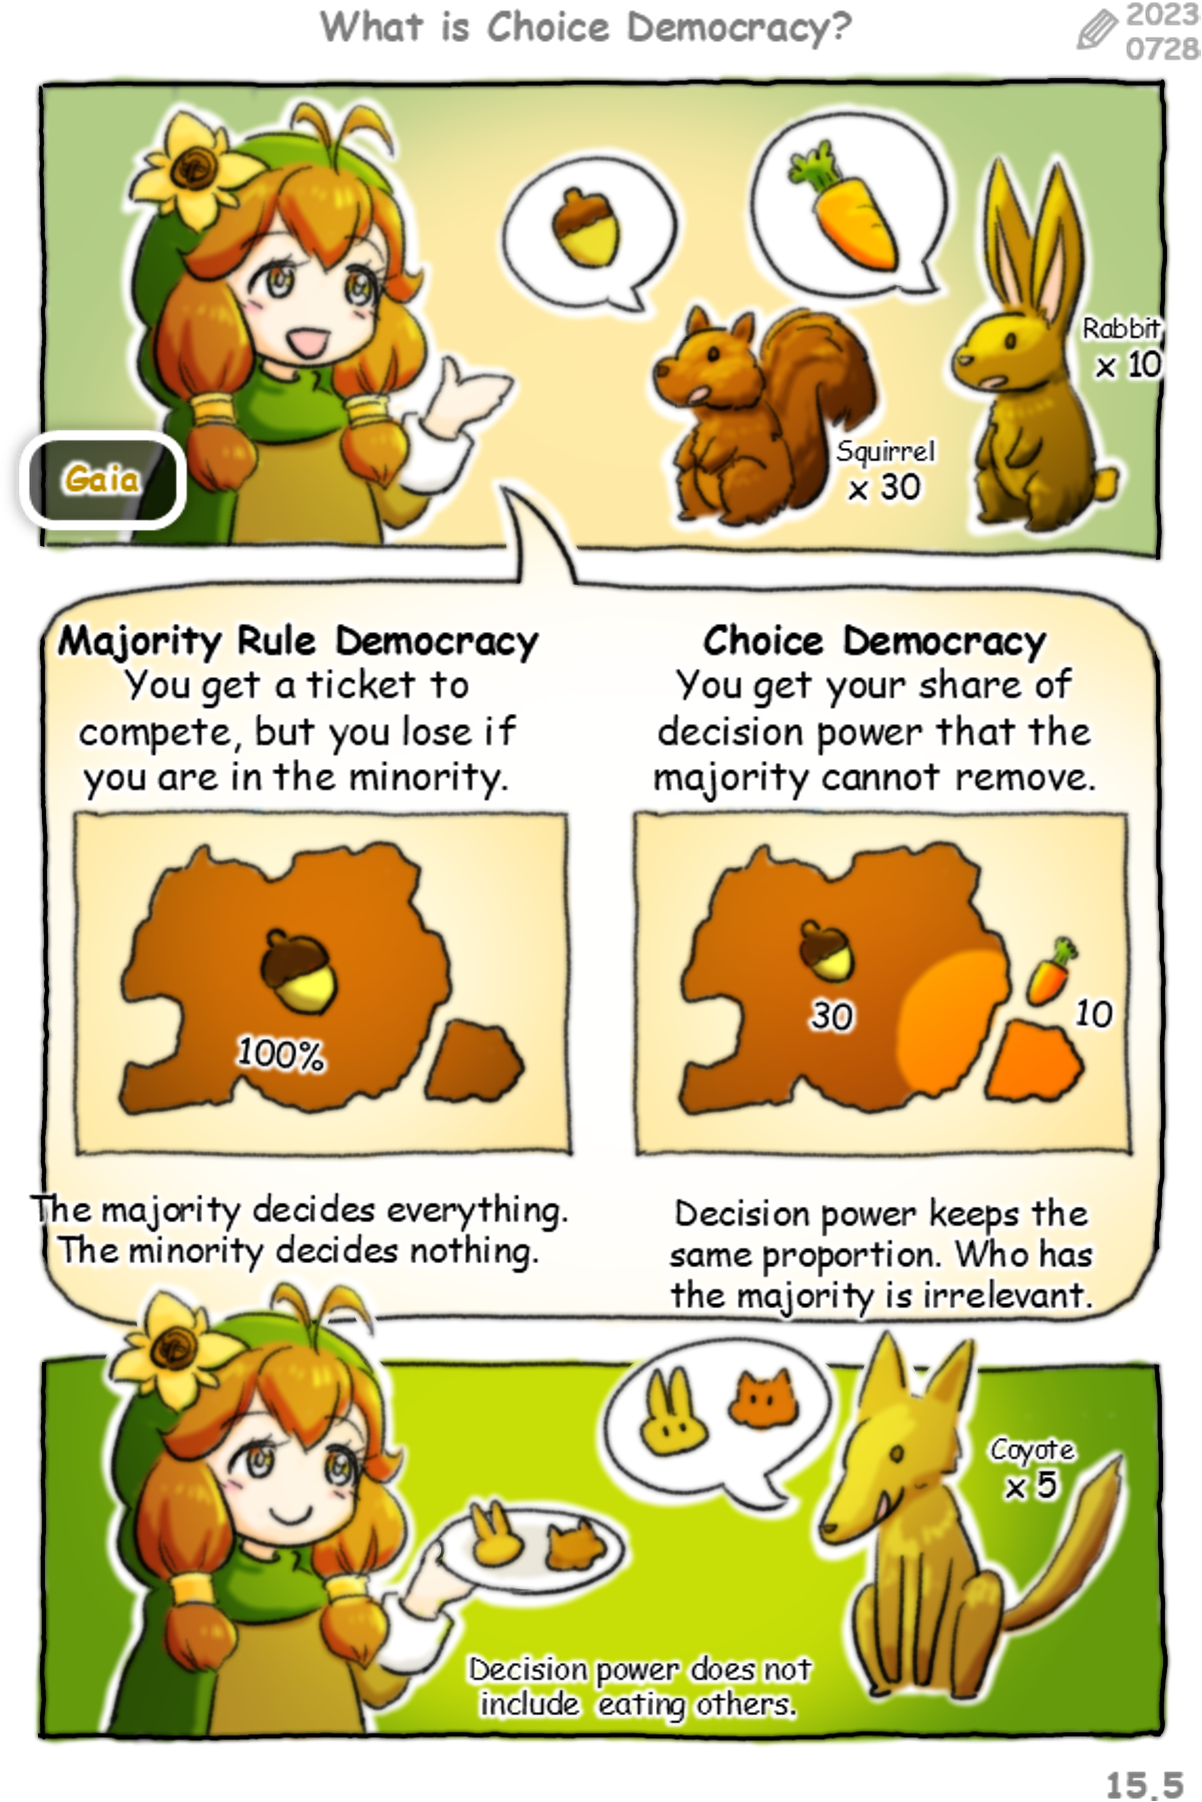 What is Choice Democracy?
2023
0728
Rabbit
x 10
Squirrel
x 30
Gaia
Majority Rule Democracy
You get a ticket to
compete, but you lose if
you are in the minority.
100%
The majority decides everything.
The minority decides nothing.
Choice Democracy
You get your share of
decision power that the
majority cannot remove.
30
10
Decision power keeps the
same proportion. Who has
the majority is irrelevant.
Coyote
x 5
Decision power does not
include eating others.
15.5